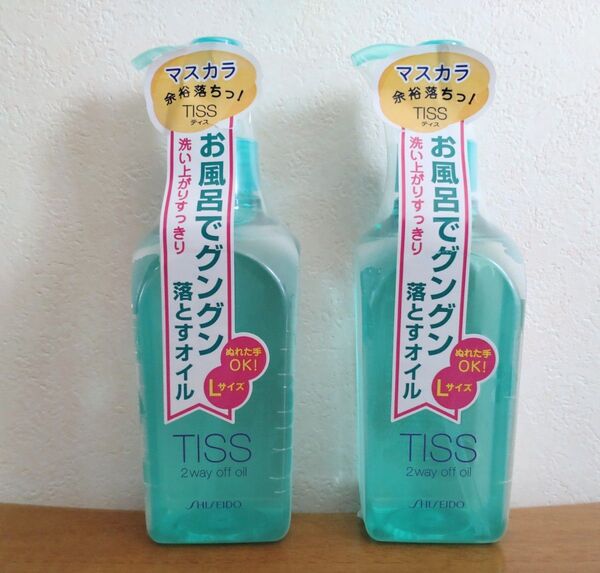 マスカラ
余裕落ちっ!
TISS
ティス
お風呂でグングン
落とすオイル
洗い上がりすっきり
ぬれた手
OK!
Lサイズ
TISS
2way off oil
SHISEIDO
マスカラ
余裕落ちっ!
TISS
ティス
お風呂でグングン
落とすオイル
洗い上がりすっきり
ぬれた手
OK!
Lサイズ
TISS
2way off oil
SHISEIDO